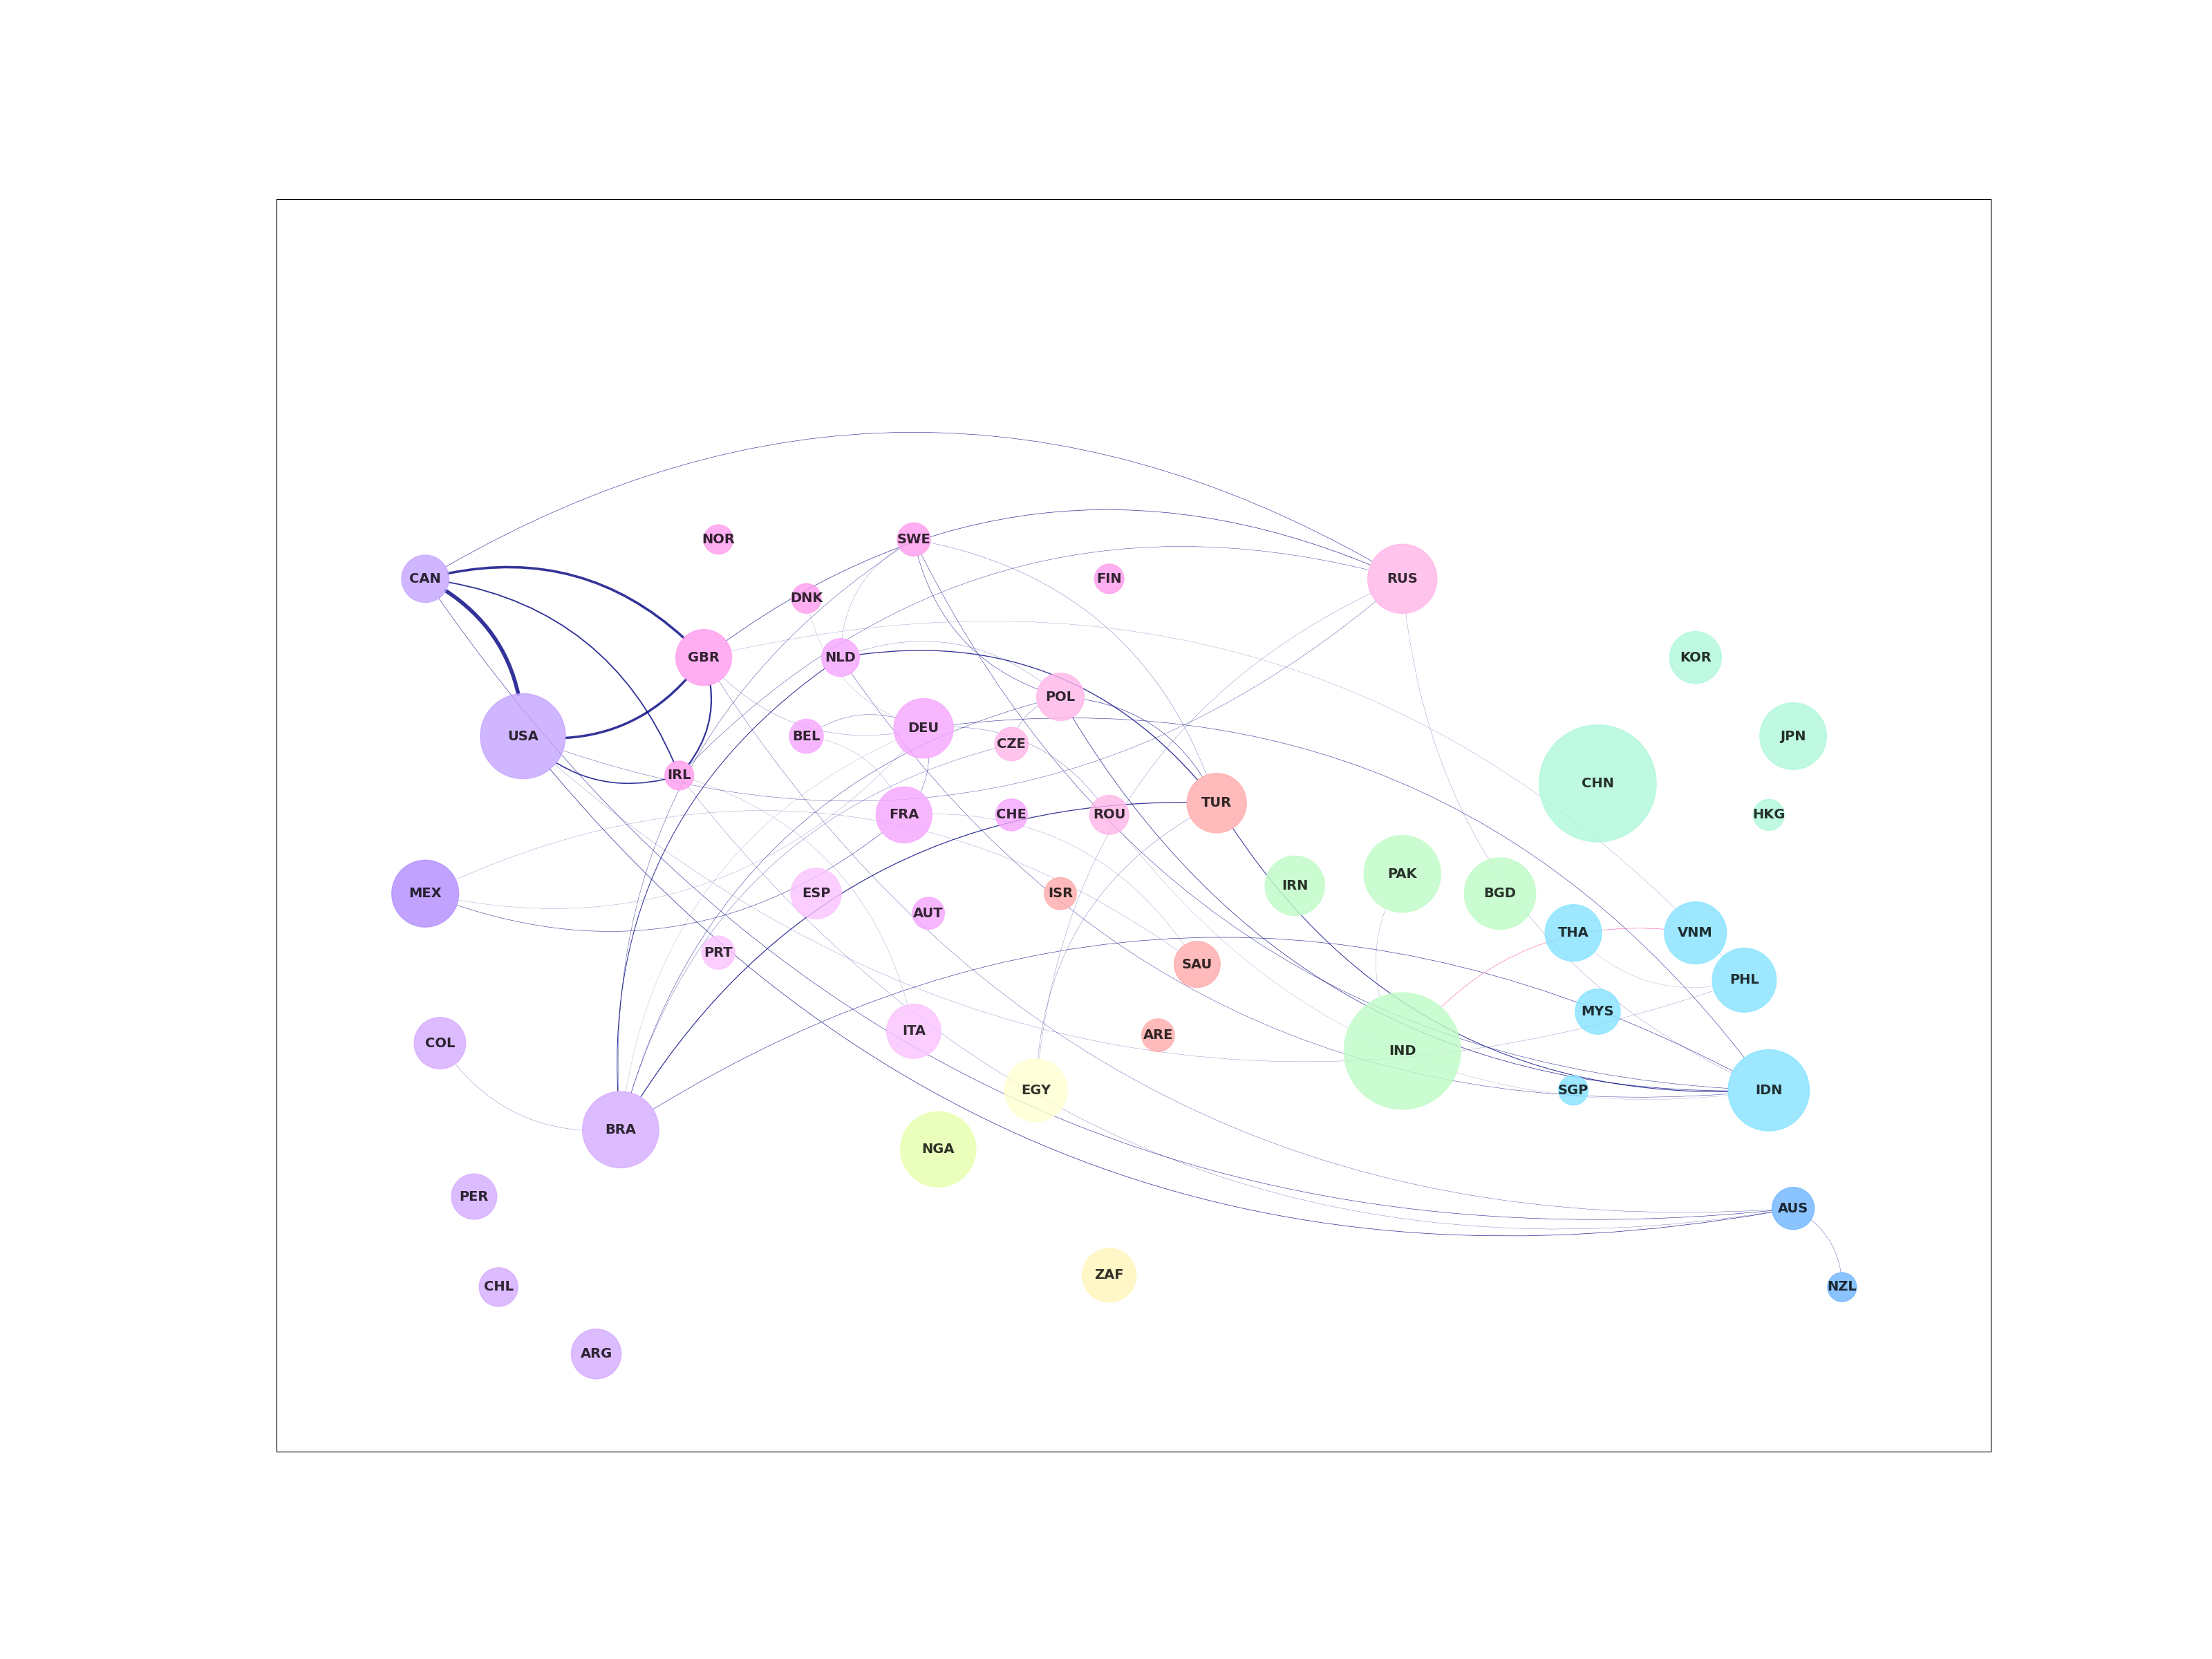 NOR
SWE
CAN
FIN
RUS
DNK
GBR
NLD
KOR
POL
USA
BEL
DEU
CZE
JPN
IRL
CHN
TUR
FRA
CHE
ROU
HKG
PAK
IRN
MEX
ESP
ISR
BGD
AUT
THA
VNM
PRT
SAU
PHL
MYS
ITA
ARE
COL
IND
EGY
SGP
IDN
BRA
NGA
PER
AUS
ZAF
CHL
NZL
ARG